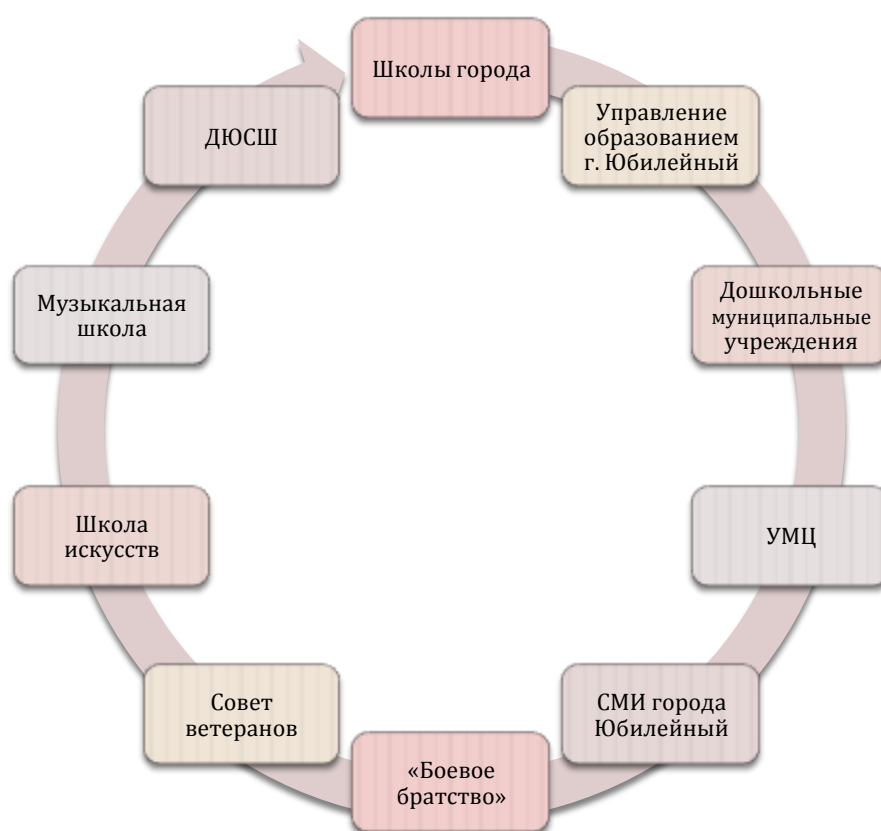 Школы города
Управление
образованием
г. Юбилейный
Дошкольные
муниципальные
учреждения
УМЦ
СМИ города
Юбилейный
«Боевое
братство»
Совет
ветеранов
Школа
искусств
Музыкальная
школа
ДЮСШ